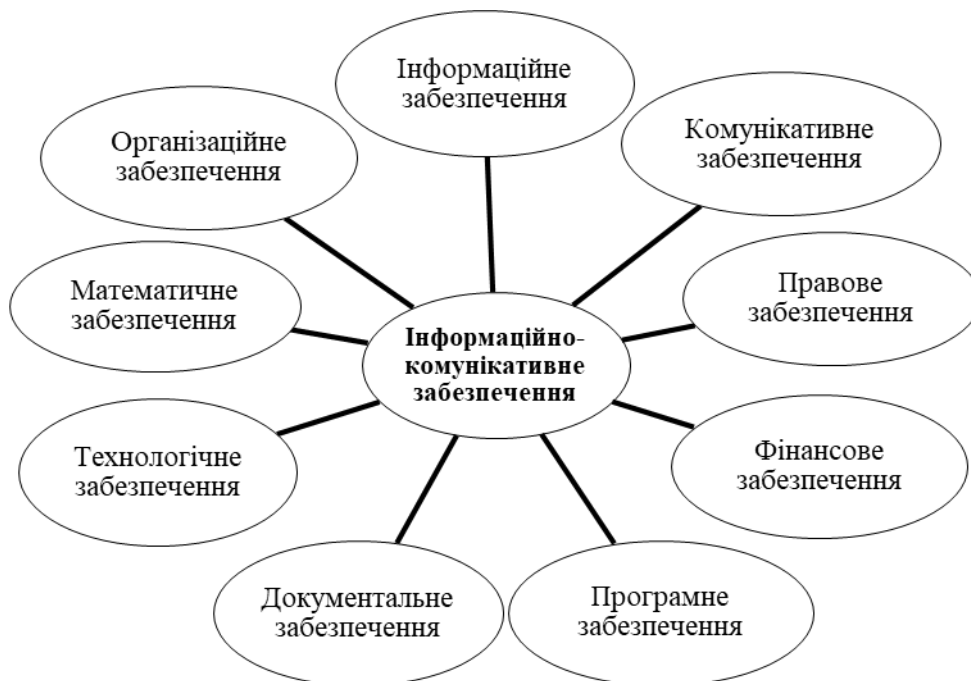 Інформаційне
забезпечення
Організаційне
забезпечення
Комунікативне
забезпечення
Математичне
забезпечення
Правове
забезпечення
Інформаційно-
комунікативне
забезпечення
Технологічне
забезпечення
Фінансове
забезпечення
Документальне
забезпечення
Програмне
забезпечення